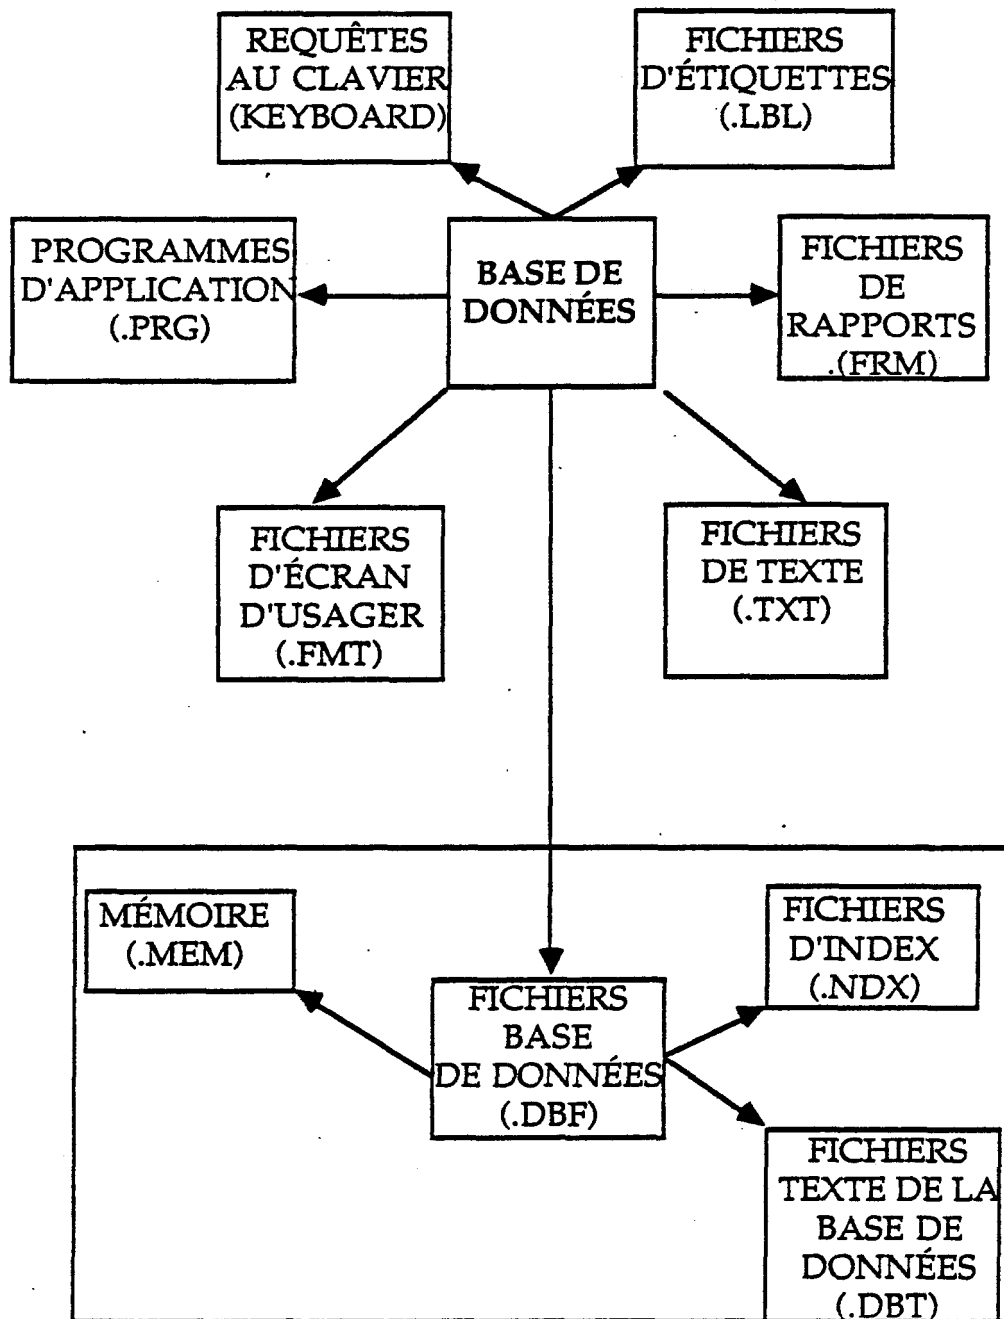 REQUÊTES
AU CLAVIER
(KEYBOARD)
FICHIERS
D'ÉTIQUETTES
(.LBL)
PROGRAMMES
D'APPLICATION
(.PRG)
BASE DE
DONNÉES
FICHIERS
DE
RAPPORTS
.(FRM)
FICHIERS
D'ÉCRAN
D'USAGER
(.FMT)
FICHIERS
DE TEXTE
(.TXT)
MÉMOIRE
(.MEM)
FICHIERS
BASE
DE DONNÉES
(.DBF)
FICHIERS
D'INDEX
(.NDX)
FICHIERS
TEXTE DE LA
BASE DE
DONNÉES
(.DBT)